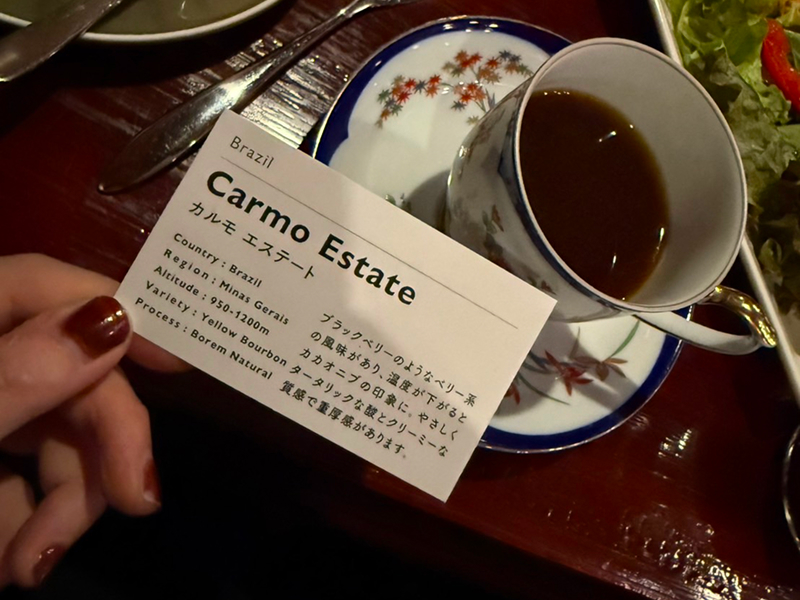 Brazil
Carmo Estate
カルモ エステート
Country : Brazil
Region : Minas Gerais
Altitude : 950-1200m
Variety : Yellow Bourbon
Process : Borem Natural
ブラックベリーのようなベリー系
の風味があり、温度が下がると
カカオニブの印象に。やさしく
タータリックな酸とクリーミーな
質感で重厚感があります。